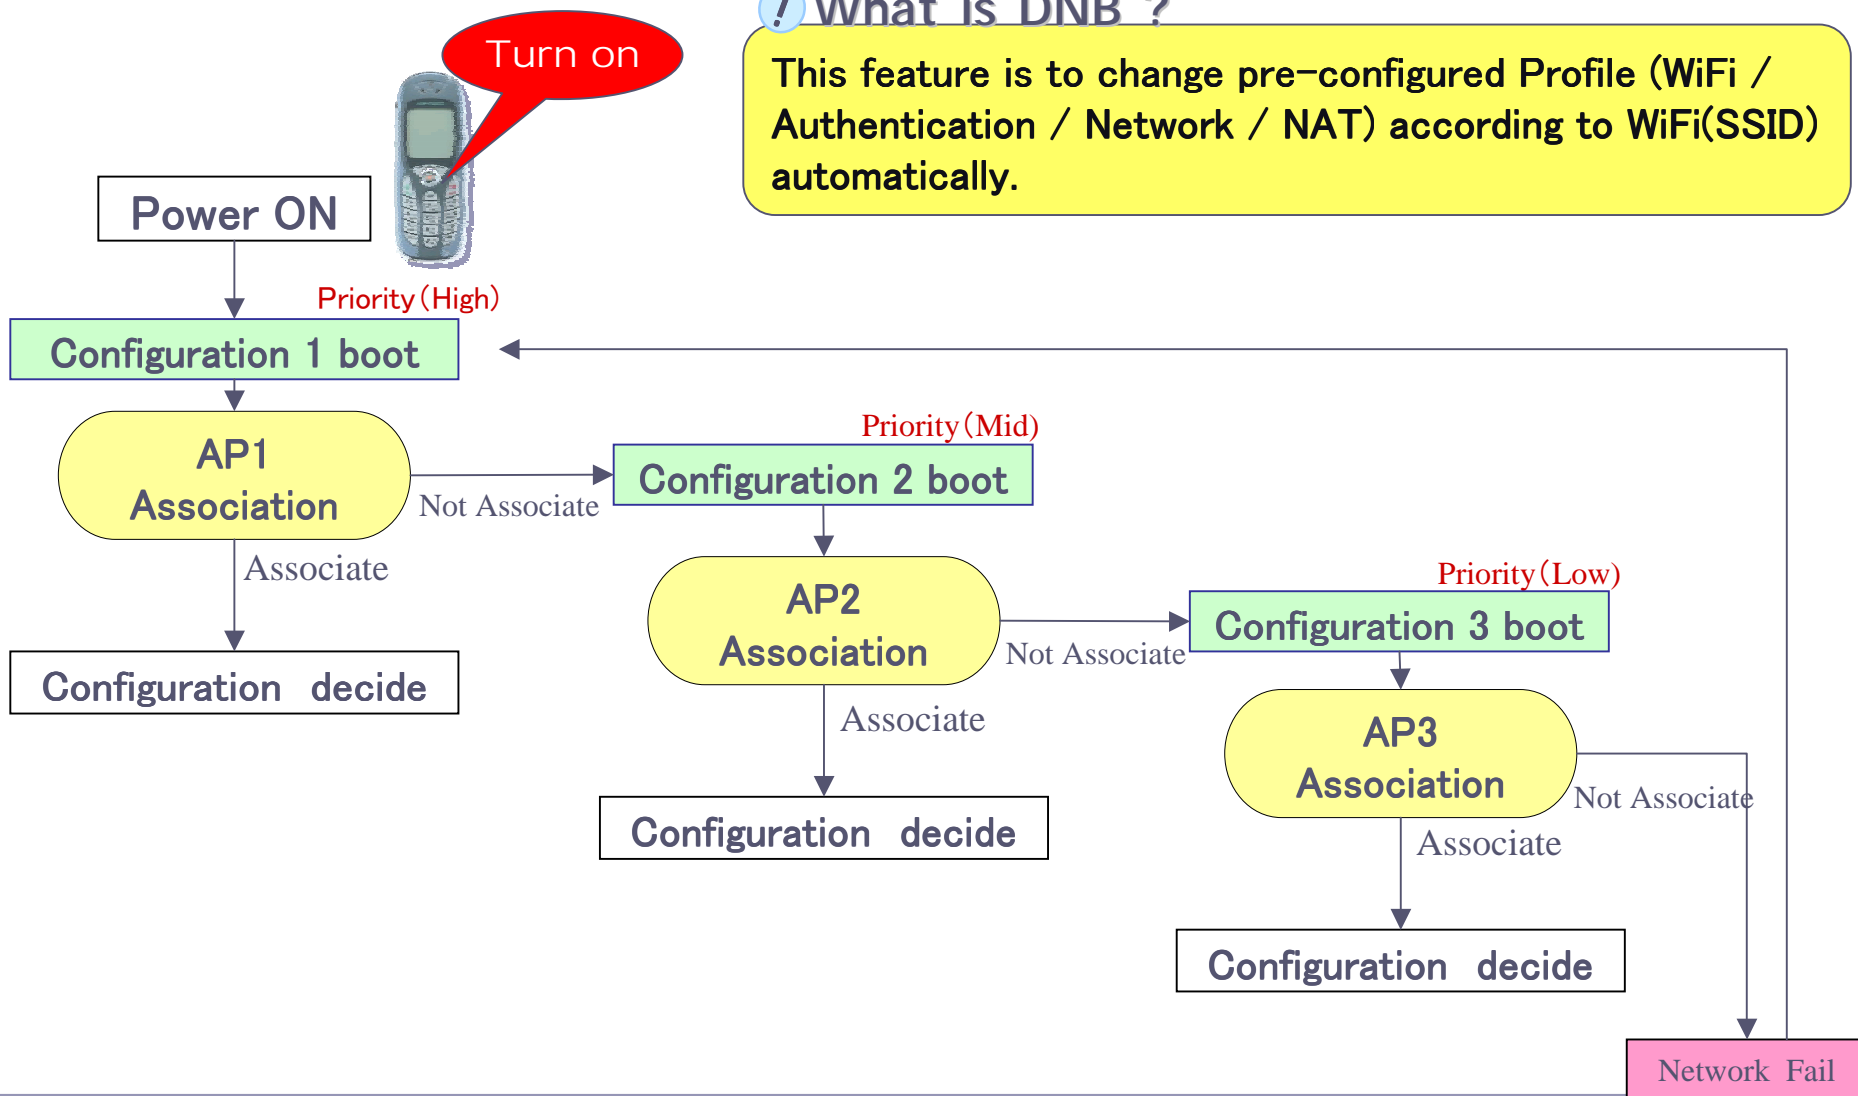 ! What is DNB ?
Turn on
This feature is to change pre-configured Profile (WiFi /
Authentication / Network / NAT) according to WiFi(SSID)
automatically.
Power ON
Priority(High)
Configuration 1 boot
AP1
Association
Not Associate
Associate
Configuration decide
Priority(Mid)
Configuration 2 boot
AP2
Association
Not Associate
Associate
Configuration decide
Priority(Low)
Configuration 3 boot
AP3
Association
Not Associate
Associate
Configuration decide
Network Fail